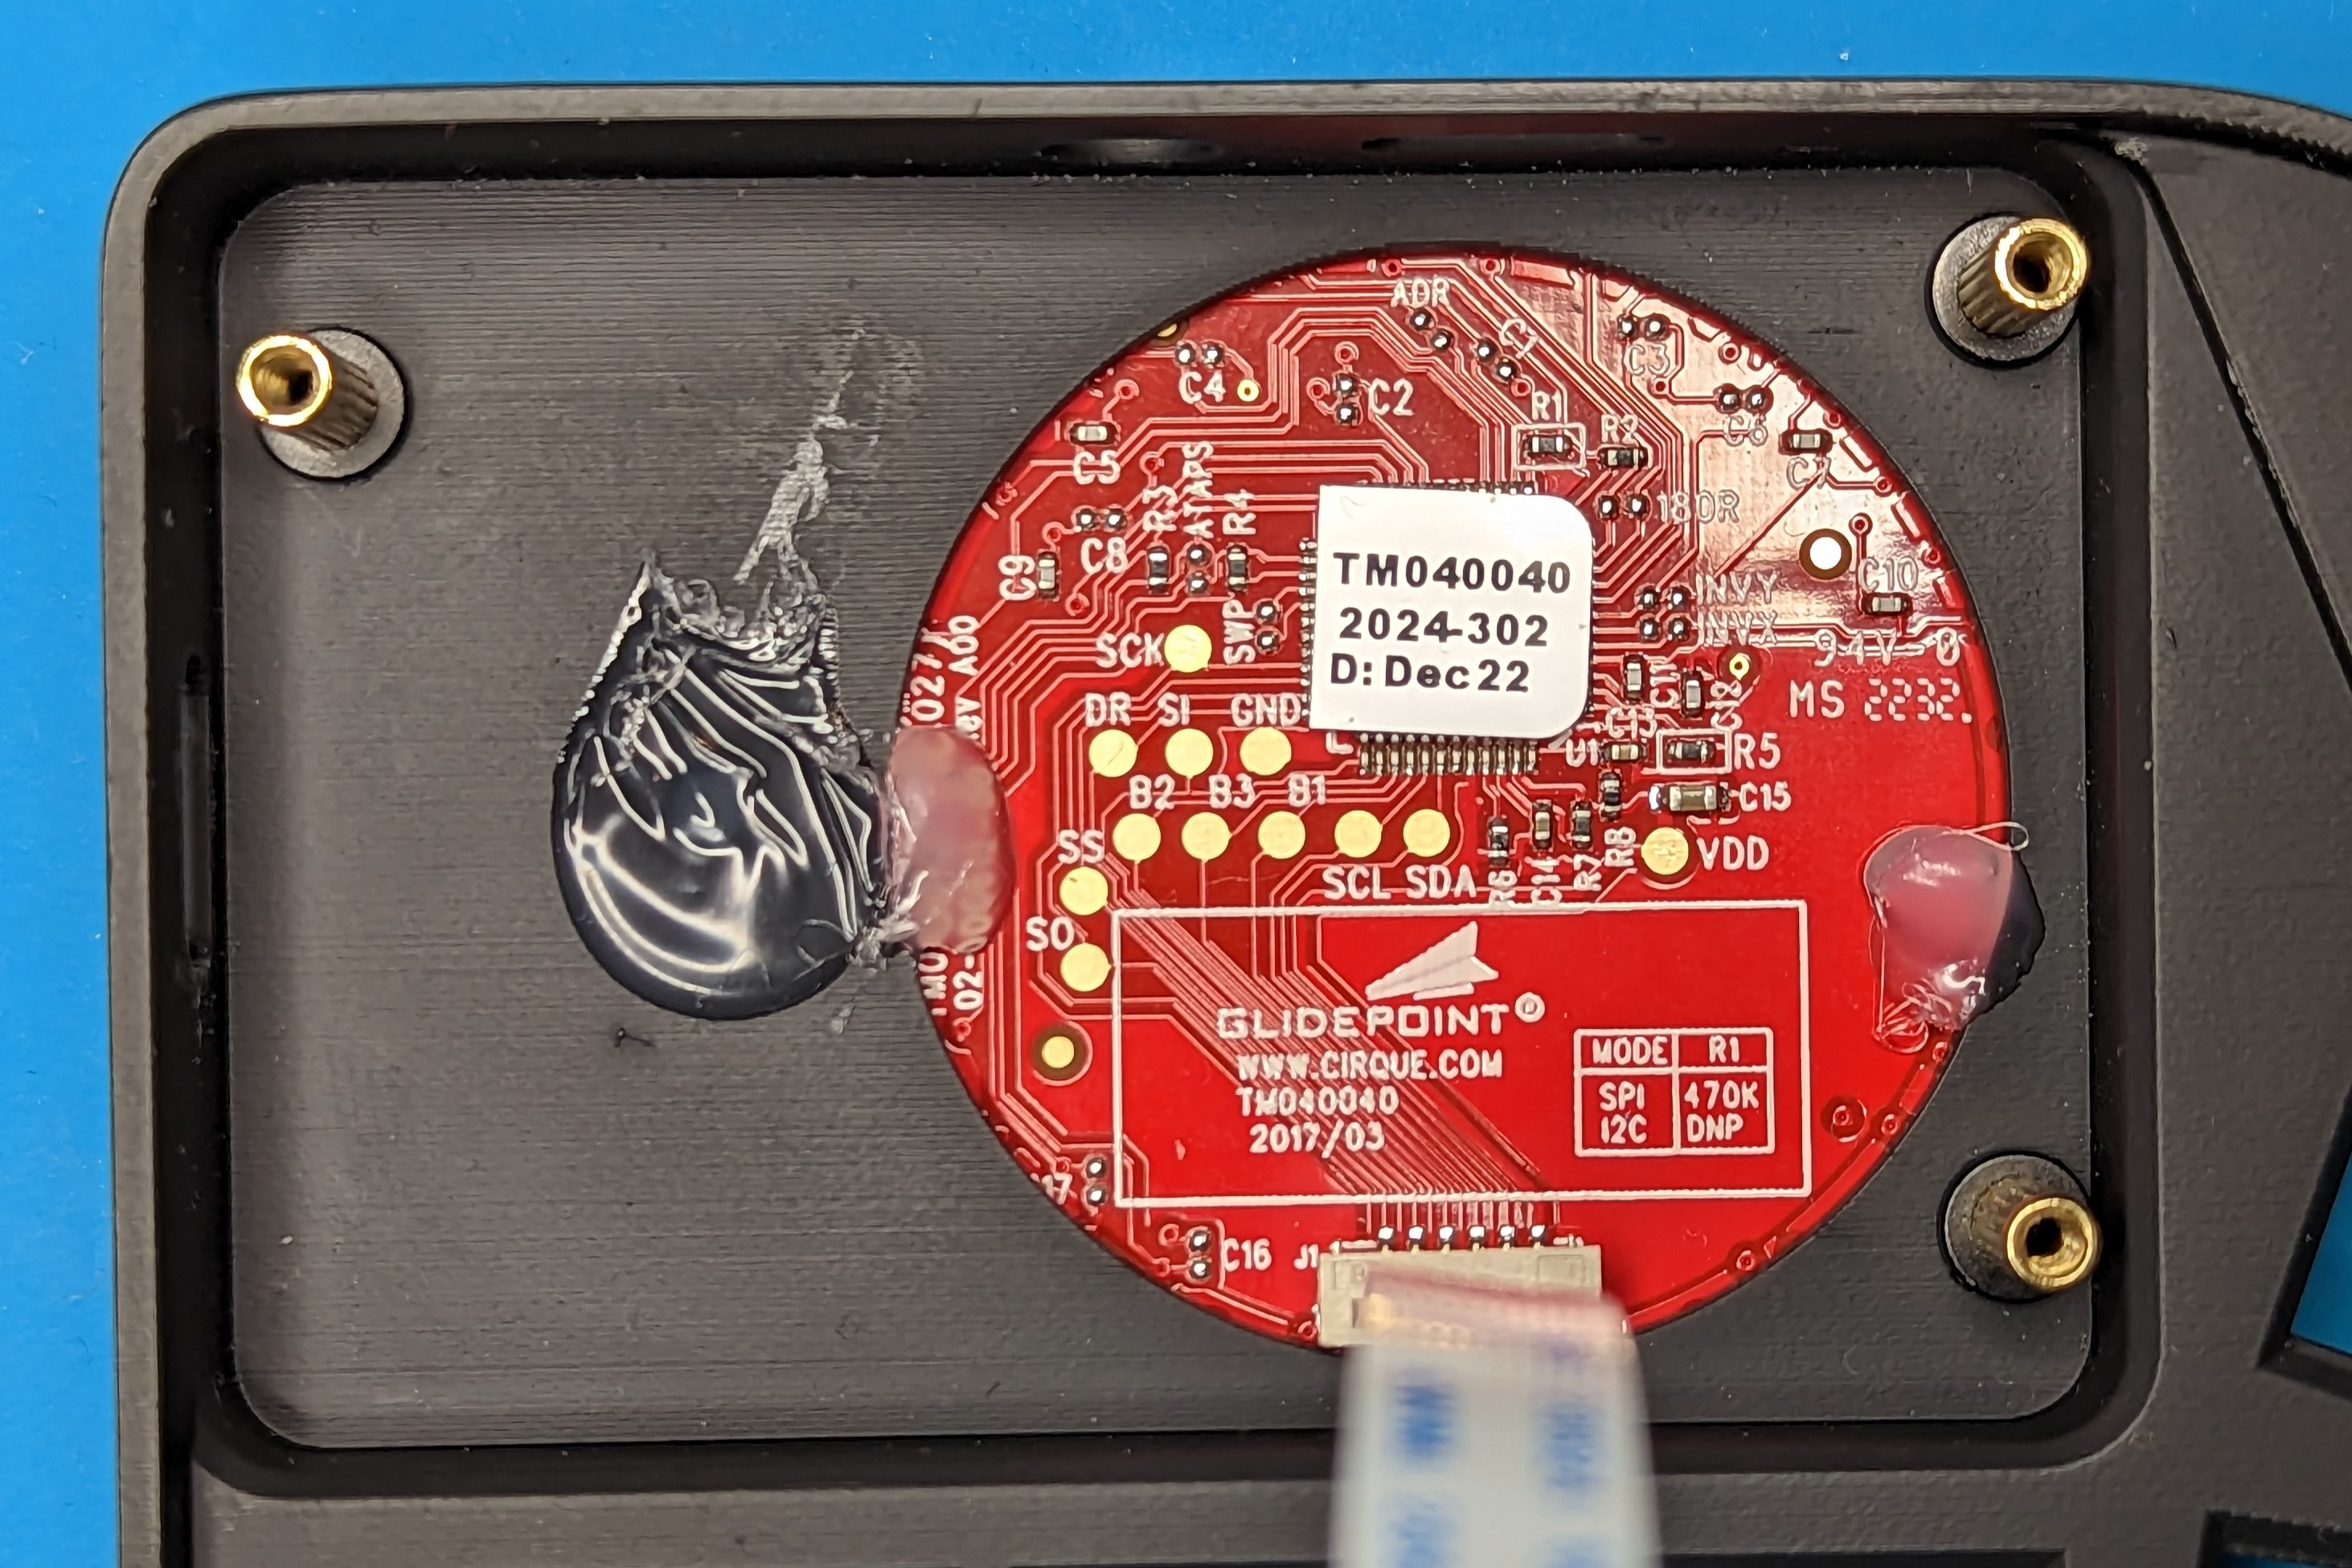 ADR
C1
C3
C4
C2
R1
R2
C6
C5
C7
R3
ATAPS
R4
180R
C9
C8
TM040040
2024-302
D: Dec22
INVY
INVX
C10
SCK
SWP
94V-0
MS 2232.
C11
C12
DR SI GND
C13
U1
R5
B2 B3 B1
C15
SS
R8
VDD
SCL SDA
R6
C14
R7
SO
GLIDEPOINT®
WWW.CIRQUE.COM
TM040040
2017/03
MODE R1
SPI 470K
I2C DNP
C16
J1